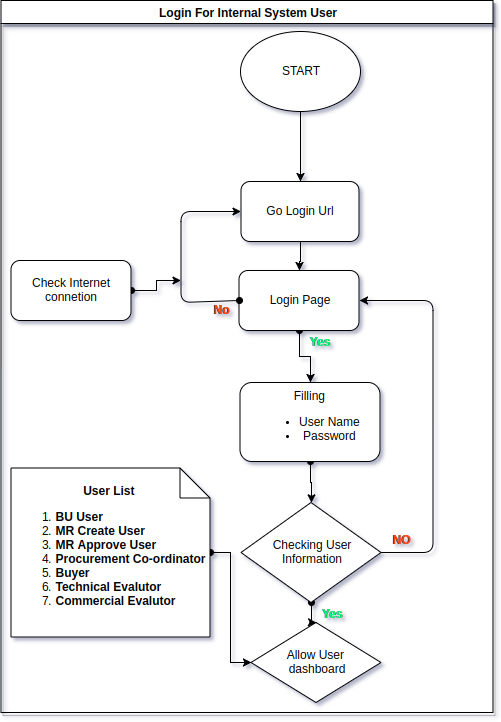 Login For Internal System User
START
Go Login Url
Check Internet
connetion
Login Page
No
Yes
Filling
• User Name
• Password
User List
1. BU User
2. MR Create User
3. MR Approve User
4. Procurement Co-ordinator
5. Buyer
6. Technical Evalutor
7. Commercial Evalutor
Checking User
Information
NO
Yes
Allow User
dashboard